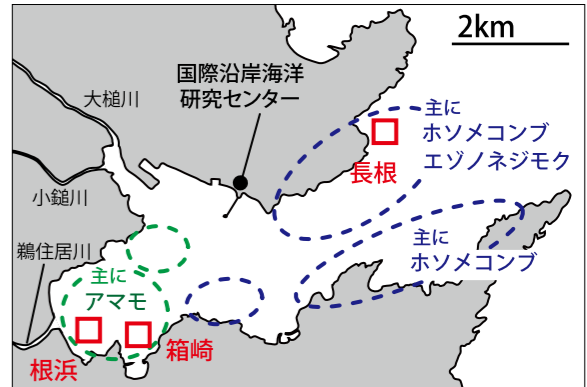 2km
国際沿岸海洋
研究センター
大槌川
主に
ホソメコンブ
エゾノネジモク
長根
小鎚川
主に
ホソメコンブ
鵜住居川
主に
アマモ
箱崎
根浜